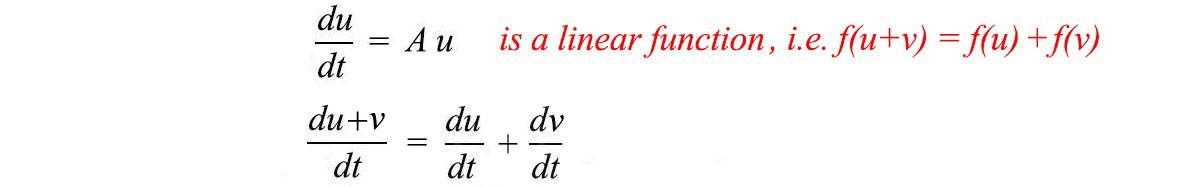 du/dt = A u is a linear function, i.e. f(u+v) = f(u) + f(v)
du+v/dt = du/dt + dv/dt